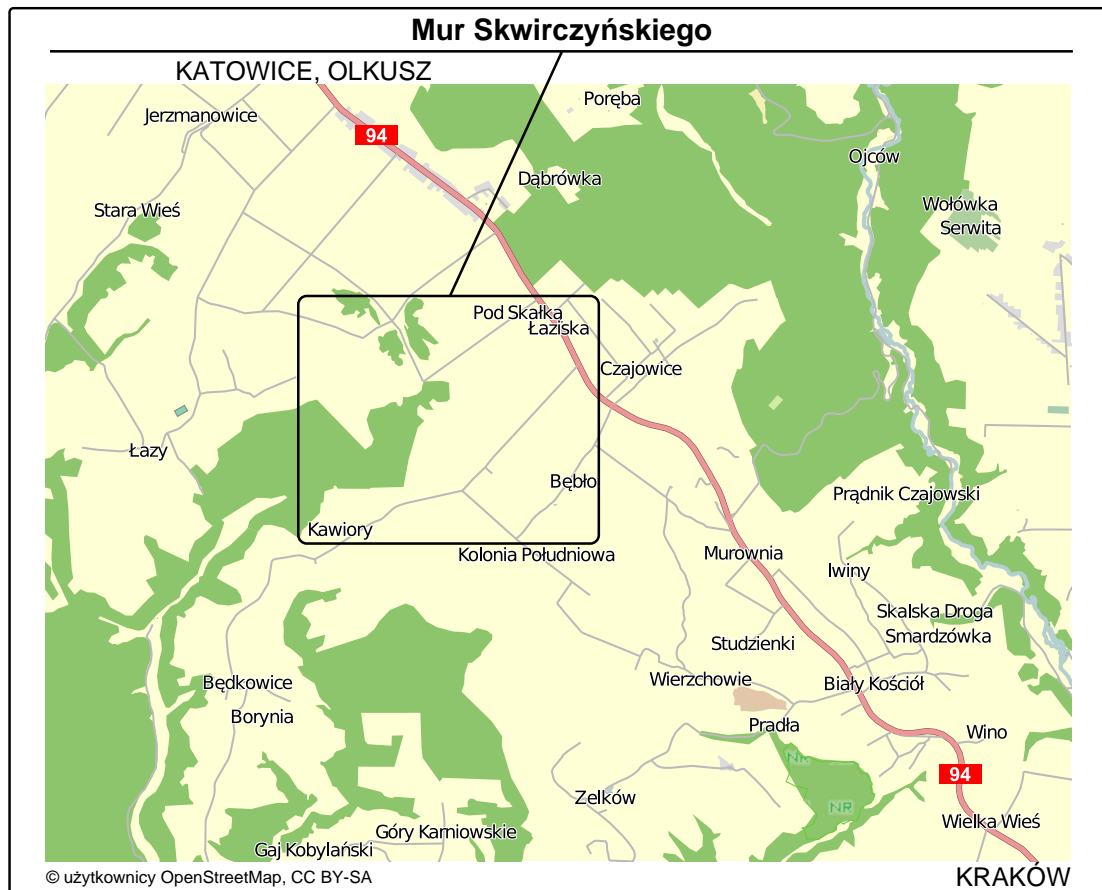 Mur Skwirczyńskiego
KATOWICE, OLKUSZ
Poręba
Jerzmanowice
94
Ojców
Dąbrówka
Stara Wieś
Wołówka
Serwita
Pod Skałką
Łaziska
Czajowice
Łazy
Bębło
Prądnik Czajowski
Kawiory
Kolonia Południowa
Murownia
Iwiny
Skalska Droga
Smardzówka
Studzienki
Wierzchowie
Biały Kościół
Będkowice
Borynia
Pradła
Wino
NR
94
Zelków
NR
Wielka Wieś
Góry Karniowskie
Gaj Kobylański
© użytkownicy OpenStreetMap, CC BY-SA
KRAKÓW